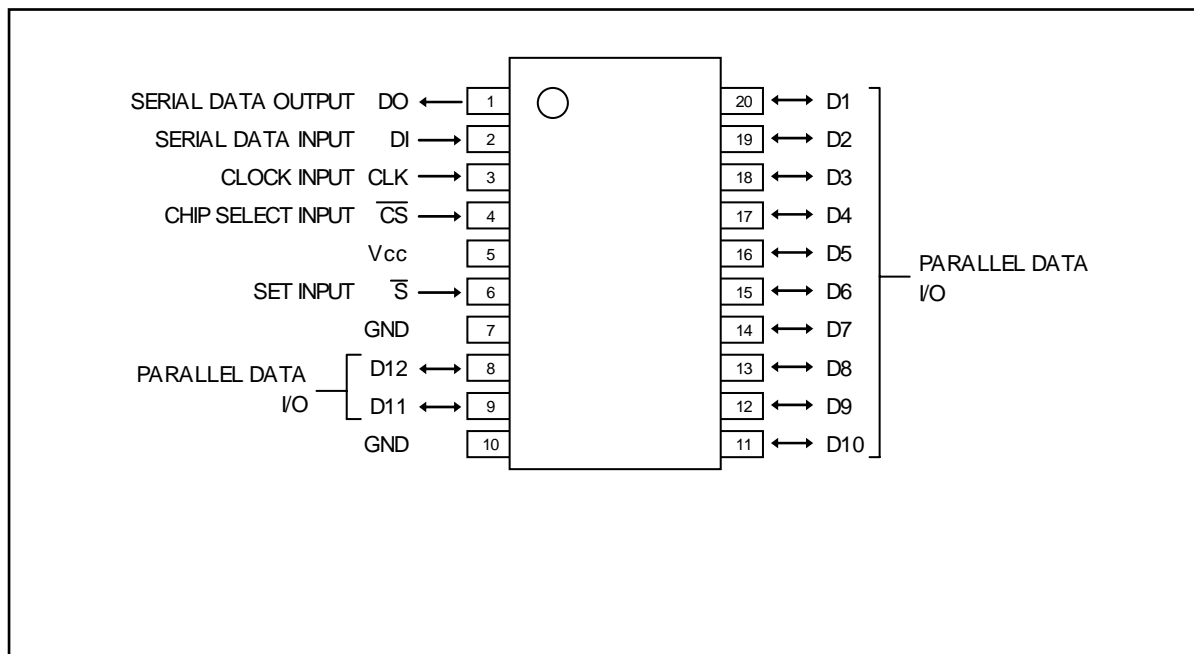 SERIAL DATA OUTPUT DO 1 20 D1
SERIAL DATA INPUT DI 2 19 D2
CLOCK INPUT CLK 3 18 D3
CHIP SELECT INPUT C̅S̅ 4 17 D4
Vcc 5 16 D5
PARALLEL DATA
I/O
SET INPUT S̅ 6 15 D6
GND 7 14 D7
PARALLEL DATA
I/O
D12 8 13 D8
D11 9 12 D9
GND 10 11 D10